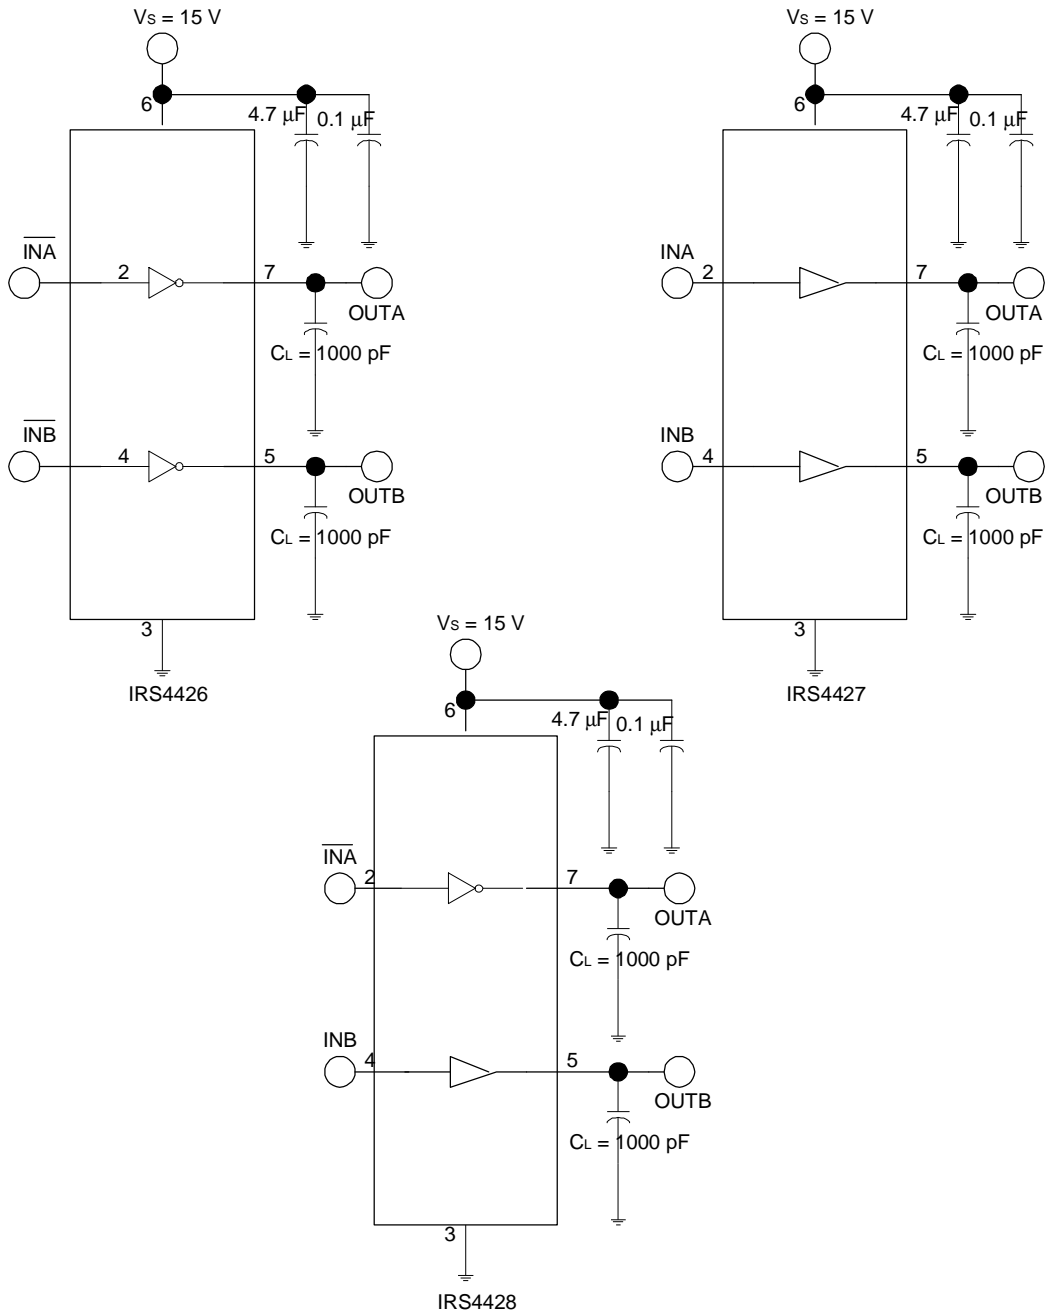 Vs = 15 V
6
4.7 µF
0.1 µF
INA
2
7
OUTA
CL = 1000 pF
INB
4
5
OUTB
CL = 1000 pF
3
IRS4426
Vs = 15 V
6
4.7 µF
0.1 µF
INA
2
7
OUTA
CL = 1000 pF
INB
4
5
OUTB
CL = 1000 pF
3
IRS4427
Vs = 15 V
6
4.7 µF
0.1 µF
INA
2
7
OUTA
CL = 1000 pF
INB
4
5
OUTB
CL = 1000 pF
3
IRS4428